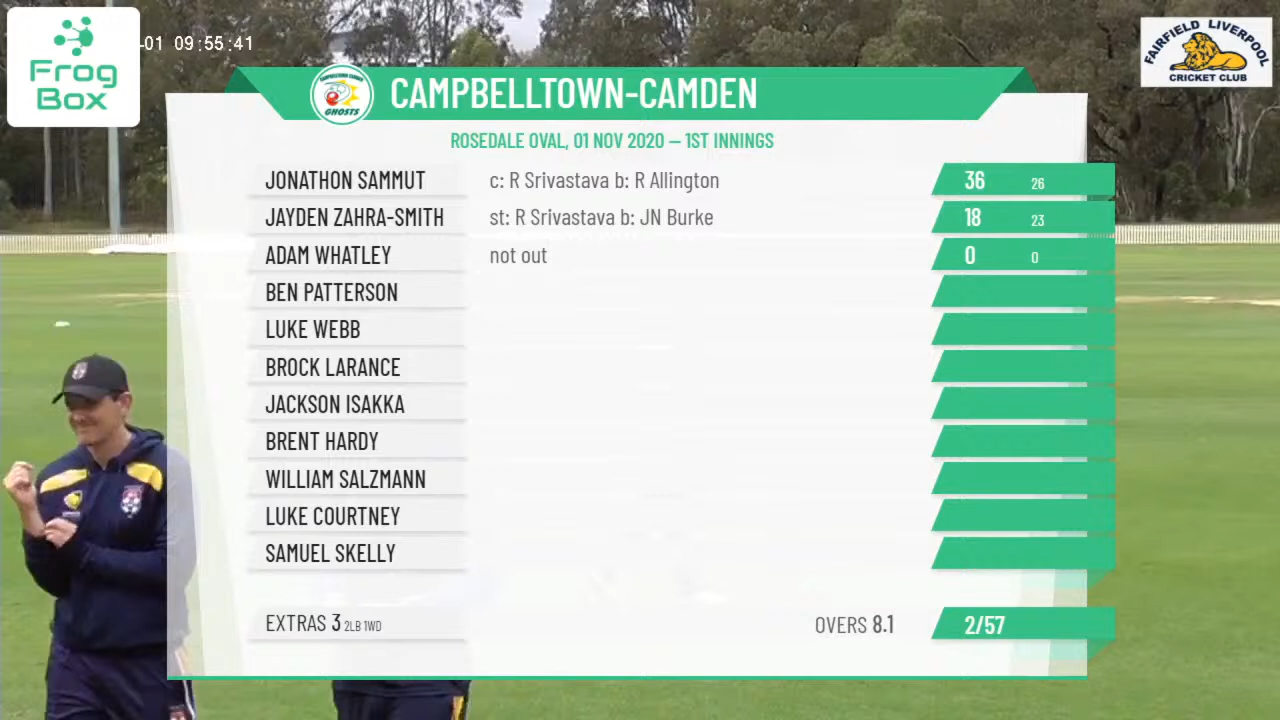 Frog
Box
-01 09:55:41
FAIRFIELD LIVERPOOL
CRICKET CLUB
GHOSTS
CAMPBELLTOWN-CAMDEN
ROSEDALE OVAL, 01 NOV 2020 – 1ST INNINGS
JONATHON SAMMUT c: R Srivastava b: R Allington 36 26
JAYDEN ZAHRA-SMITH st: R Srivastava b: JN Burke 18 23
ADAM WHATLEY not out 0 0
BEN PATTERSON
LUKE WEBB
BROCK LARANCE
JACKSON ISAKKA
BRENT HARDY
WILLIAM SALZMANN
LUKE COURTNEY
SAMUEL SKELLY
EXTRAS 3 2LB 1WD OVERS 8.1 2/57